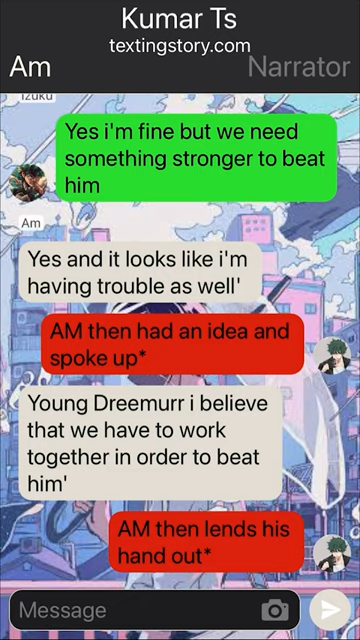 Kumar Ts
textingstory.com
Am
Narrator
Izuku
Yes i'm fine but we need
something stronger to beat
him
Am
Yes and it looks like i'm
having trouble as well'
AM then had an idea and
spoke up*
Young Dreemurr i believe
that we have to work
together in order to beat
him'
AM then lends his
hand out*
Message